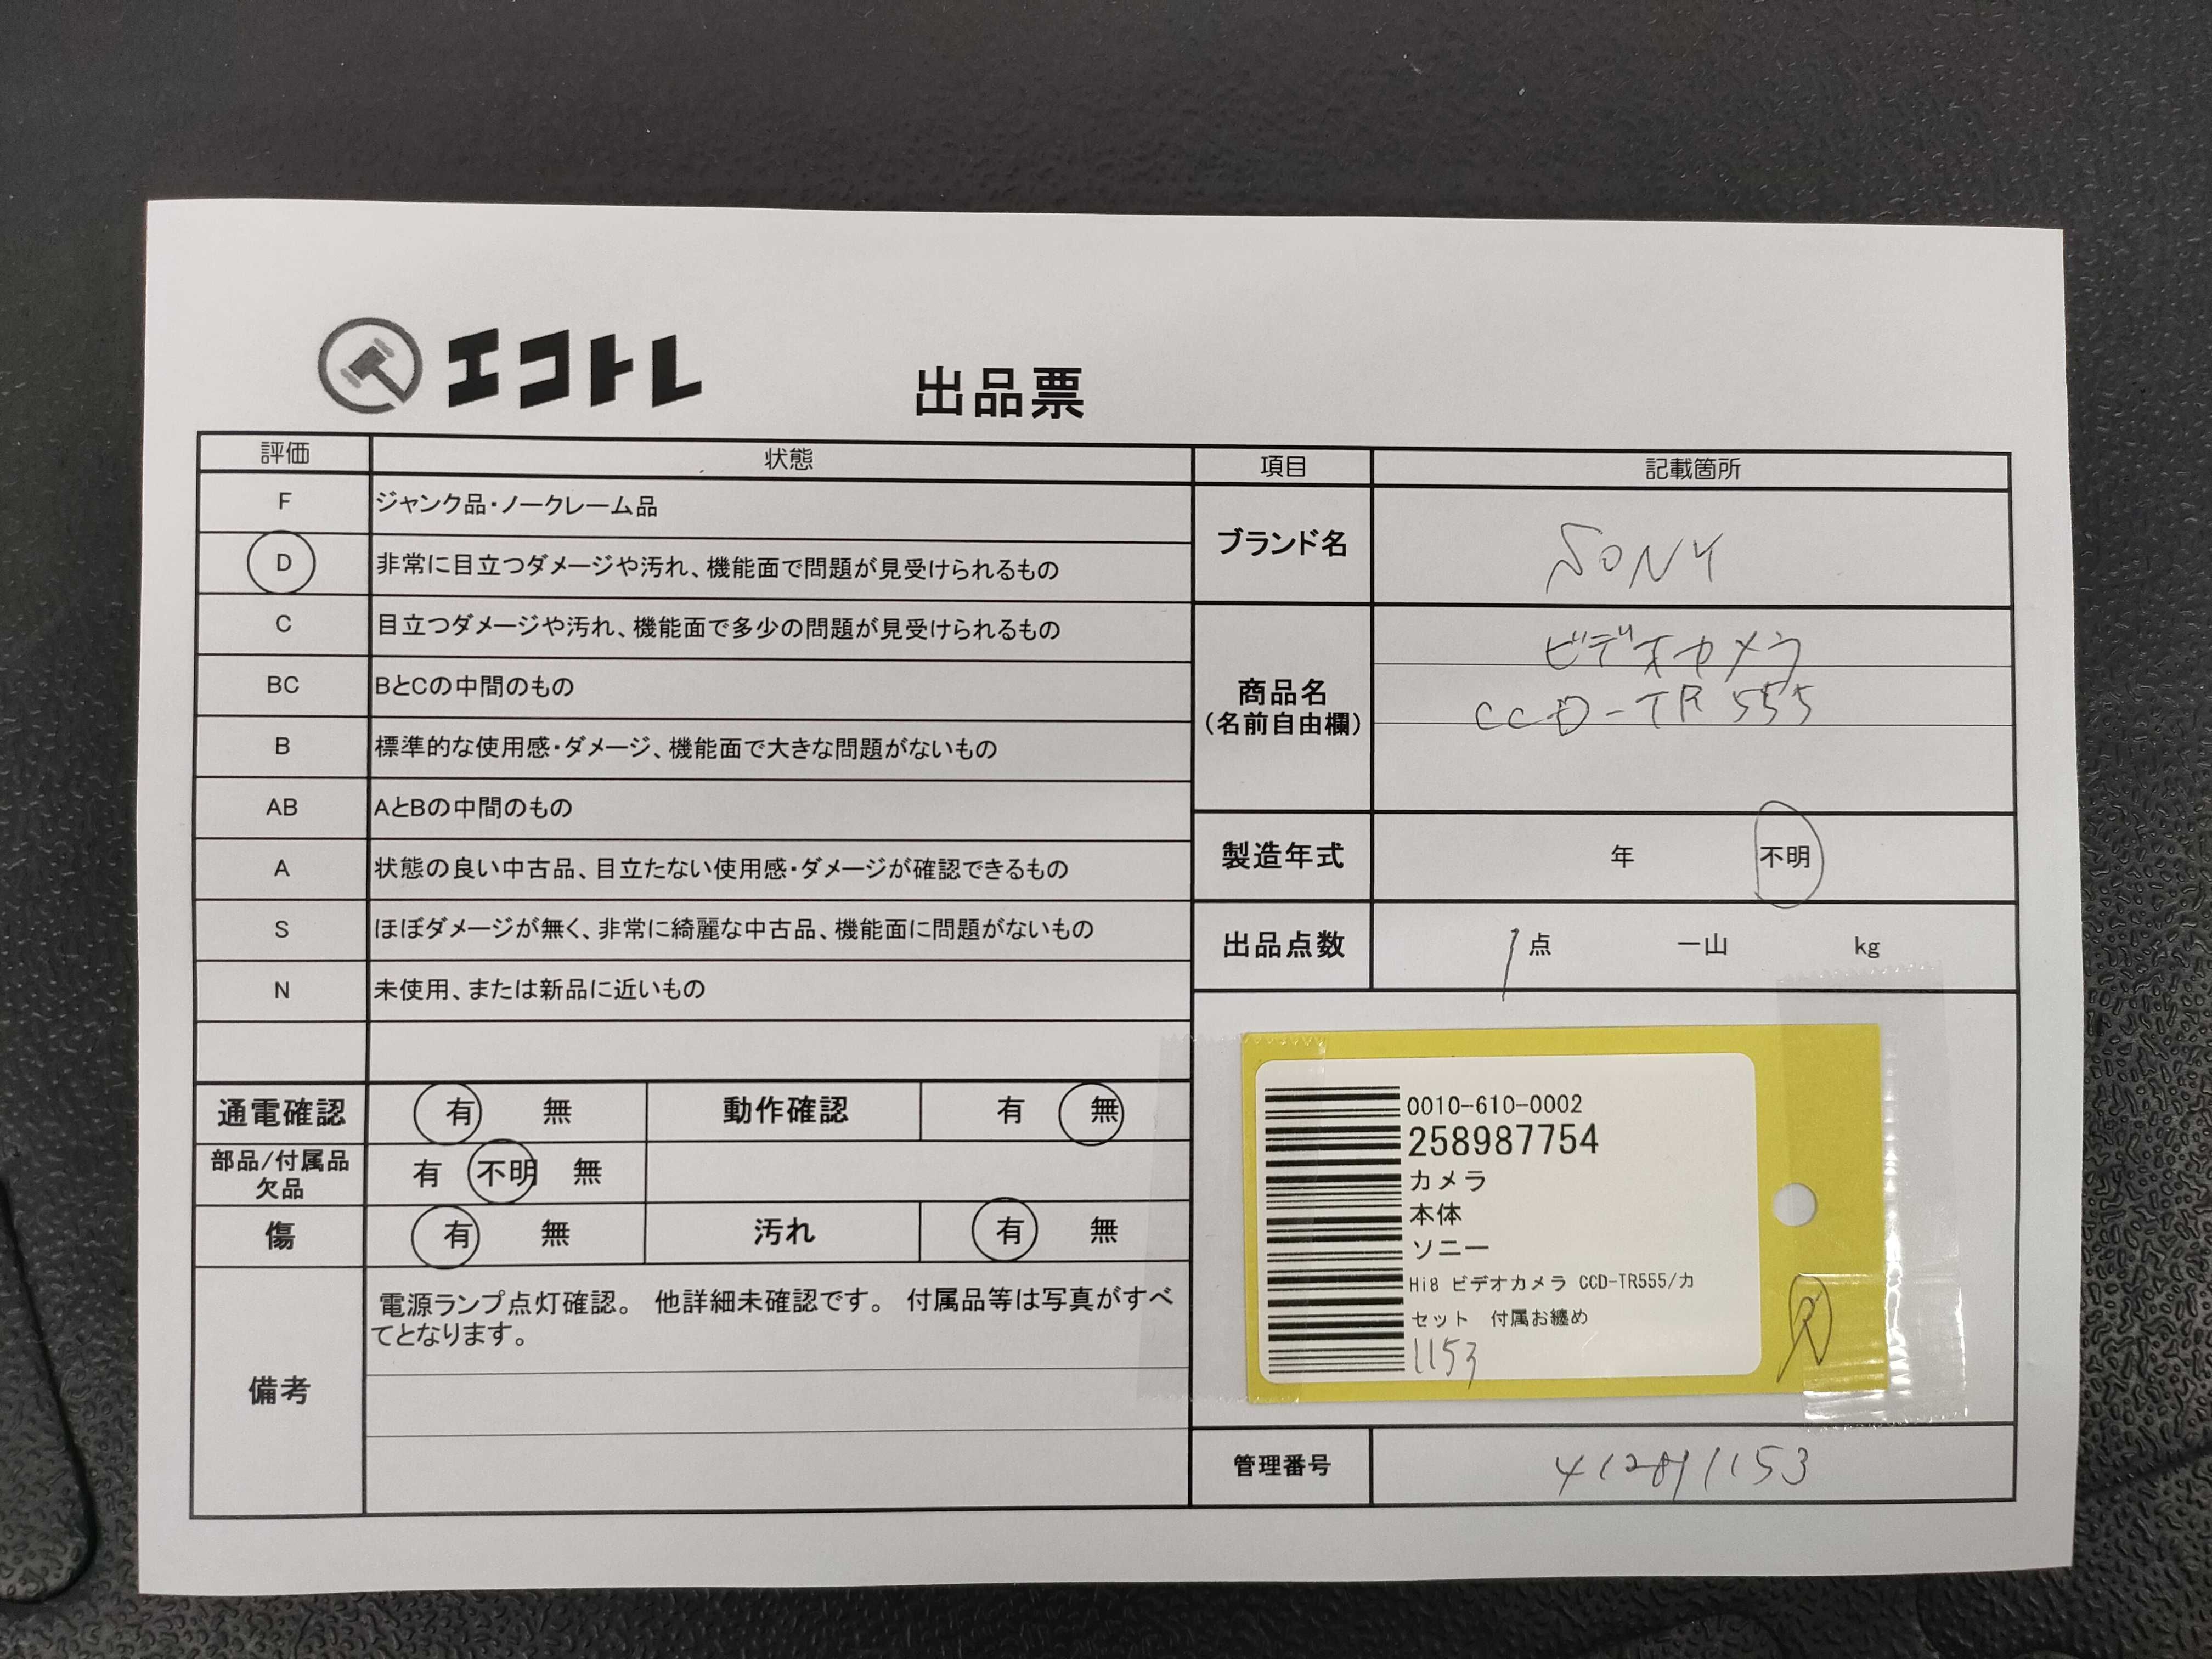 エコトレ
出品票
評価 状態
F ジャンク品・ノークレーム品
D 非常に目立つダメージや汚れ、機能面で問題が見受けられるもの
C 目立つダメージや汚れ、機能面で多少の問題が見受けられるもの
BC BとCの中間のもの
B 標準的な使用感・ダメージ、機能面で大きな問題がないもの
AB AとBの中間のもの
A 状態の良い中古品、目立たない使用感・ダメージが確認できるもの
S ほぼダメージが無く、非常に綺麗な中古品、機能面に問題がないもの
N 未使用、または新品に近いもの
通電確認 有 無 動作確認 有 無
部品/付属品
欠品 有 不明 無
傷 有 無 汚れ 有 無
備考
電源ランプ点灯確認。 他詳細未確認です。 付属品等は写真がすべ
てとなります。
項目 記載箇所
ブランド名 SONY
商品名
(名前自由欄)
ビデオカメラ
CCD-TR555
製造年式 年 不明
出品点数 1点 一山 kg
0010-610-0002
258987754
カメラ
本体
ソニー
Hi8 ビデオカメラ CCD-TR555/カ
セット 付属お纏め
1153
管理番号